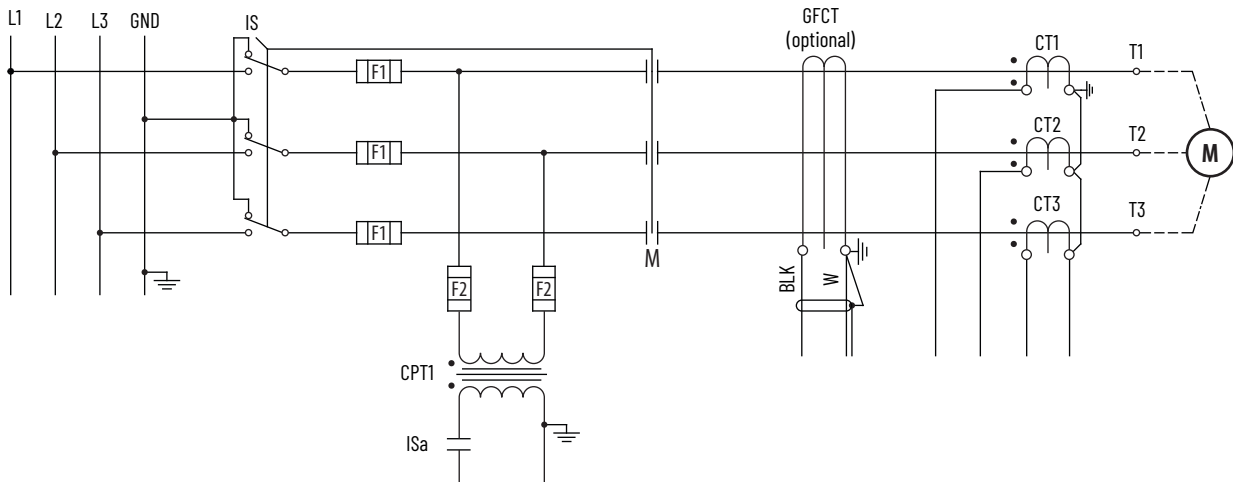 L1
L2
L3
GND
IS
GFCT
(optional)
CT1
T1
F1
CT2
T2
F1
M
CT3
T3
F1
M
BLK
W
F2
F2
CPT1
ISa